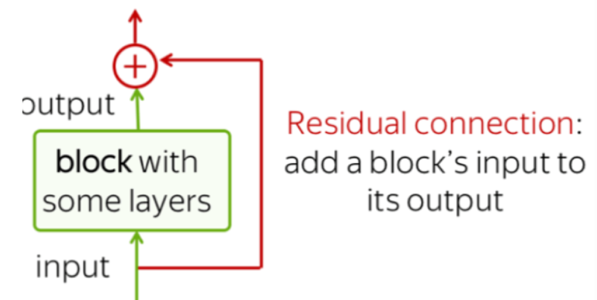 +
output
block with
some layers
input
Residual connection:
add a block's input to
its output